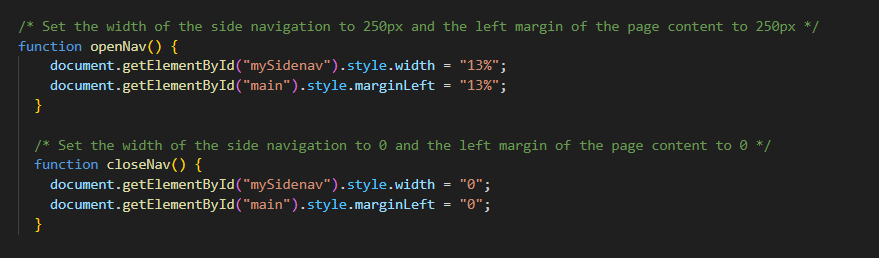 /* Set the width of the side navigation to 250px and the left margin of the page content to 250px */
function openNav() {
    document.getElementById("mySidenav").style.width = "13%";
    document.getElementById("main").style.marginLeft = "13%";
  }

  /* Set the width of the side navigation to 0 and the left margin of the page content to 0 */
  function closeNav() {
    document.getElementById("mySidenav").style.width = "0";
    document.getElementById("main").style.marginLeft = "0";
  }